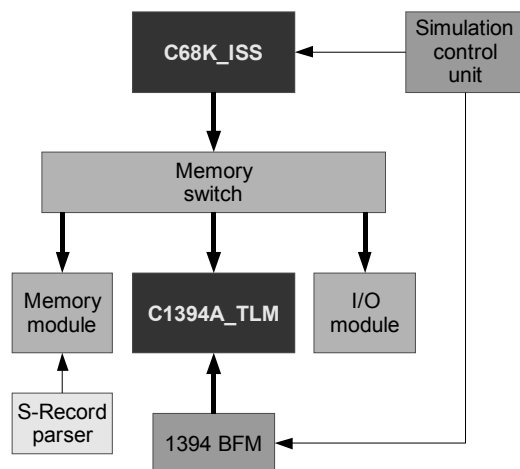 C68K_ISS
Simulation
control
unit
Memory
switch
Memory
module
C1394A_TLM
I/O
module
S-Record
parser
1394 BFM